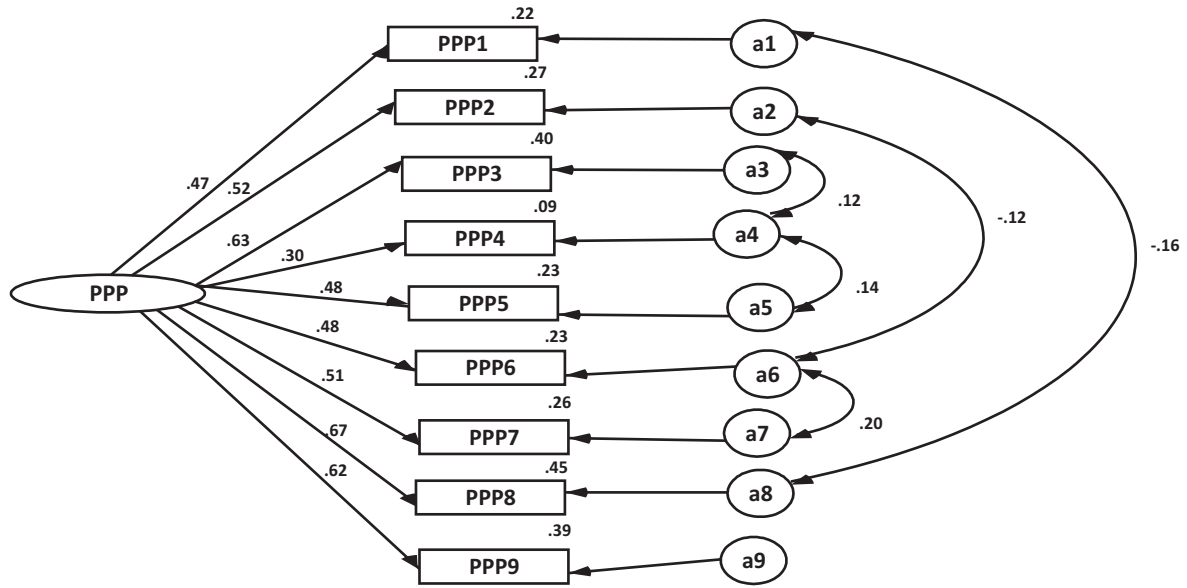 .22
PPP1
a1
.27
PPP2
a2
.40
.47
.52
PPP3
a3
.12
.09
.63
PPP4
a4
-.12
-.16
.30
.23
PPP
.48
PPP5
a5
.14
.48
.23
PPP6
a6
.51
.26
.20
.67
PPP7
a7
.62
.45
PPP8
a8
.39
PPP9
a9